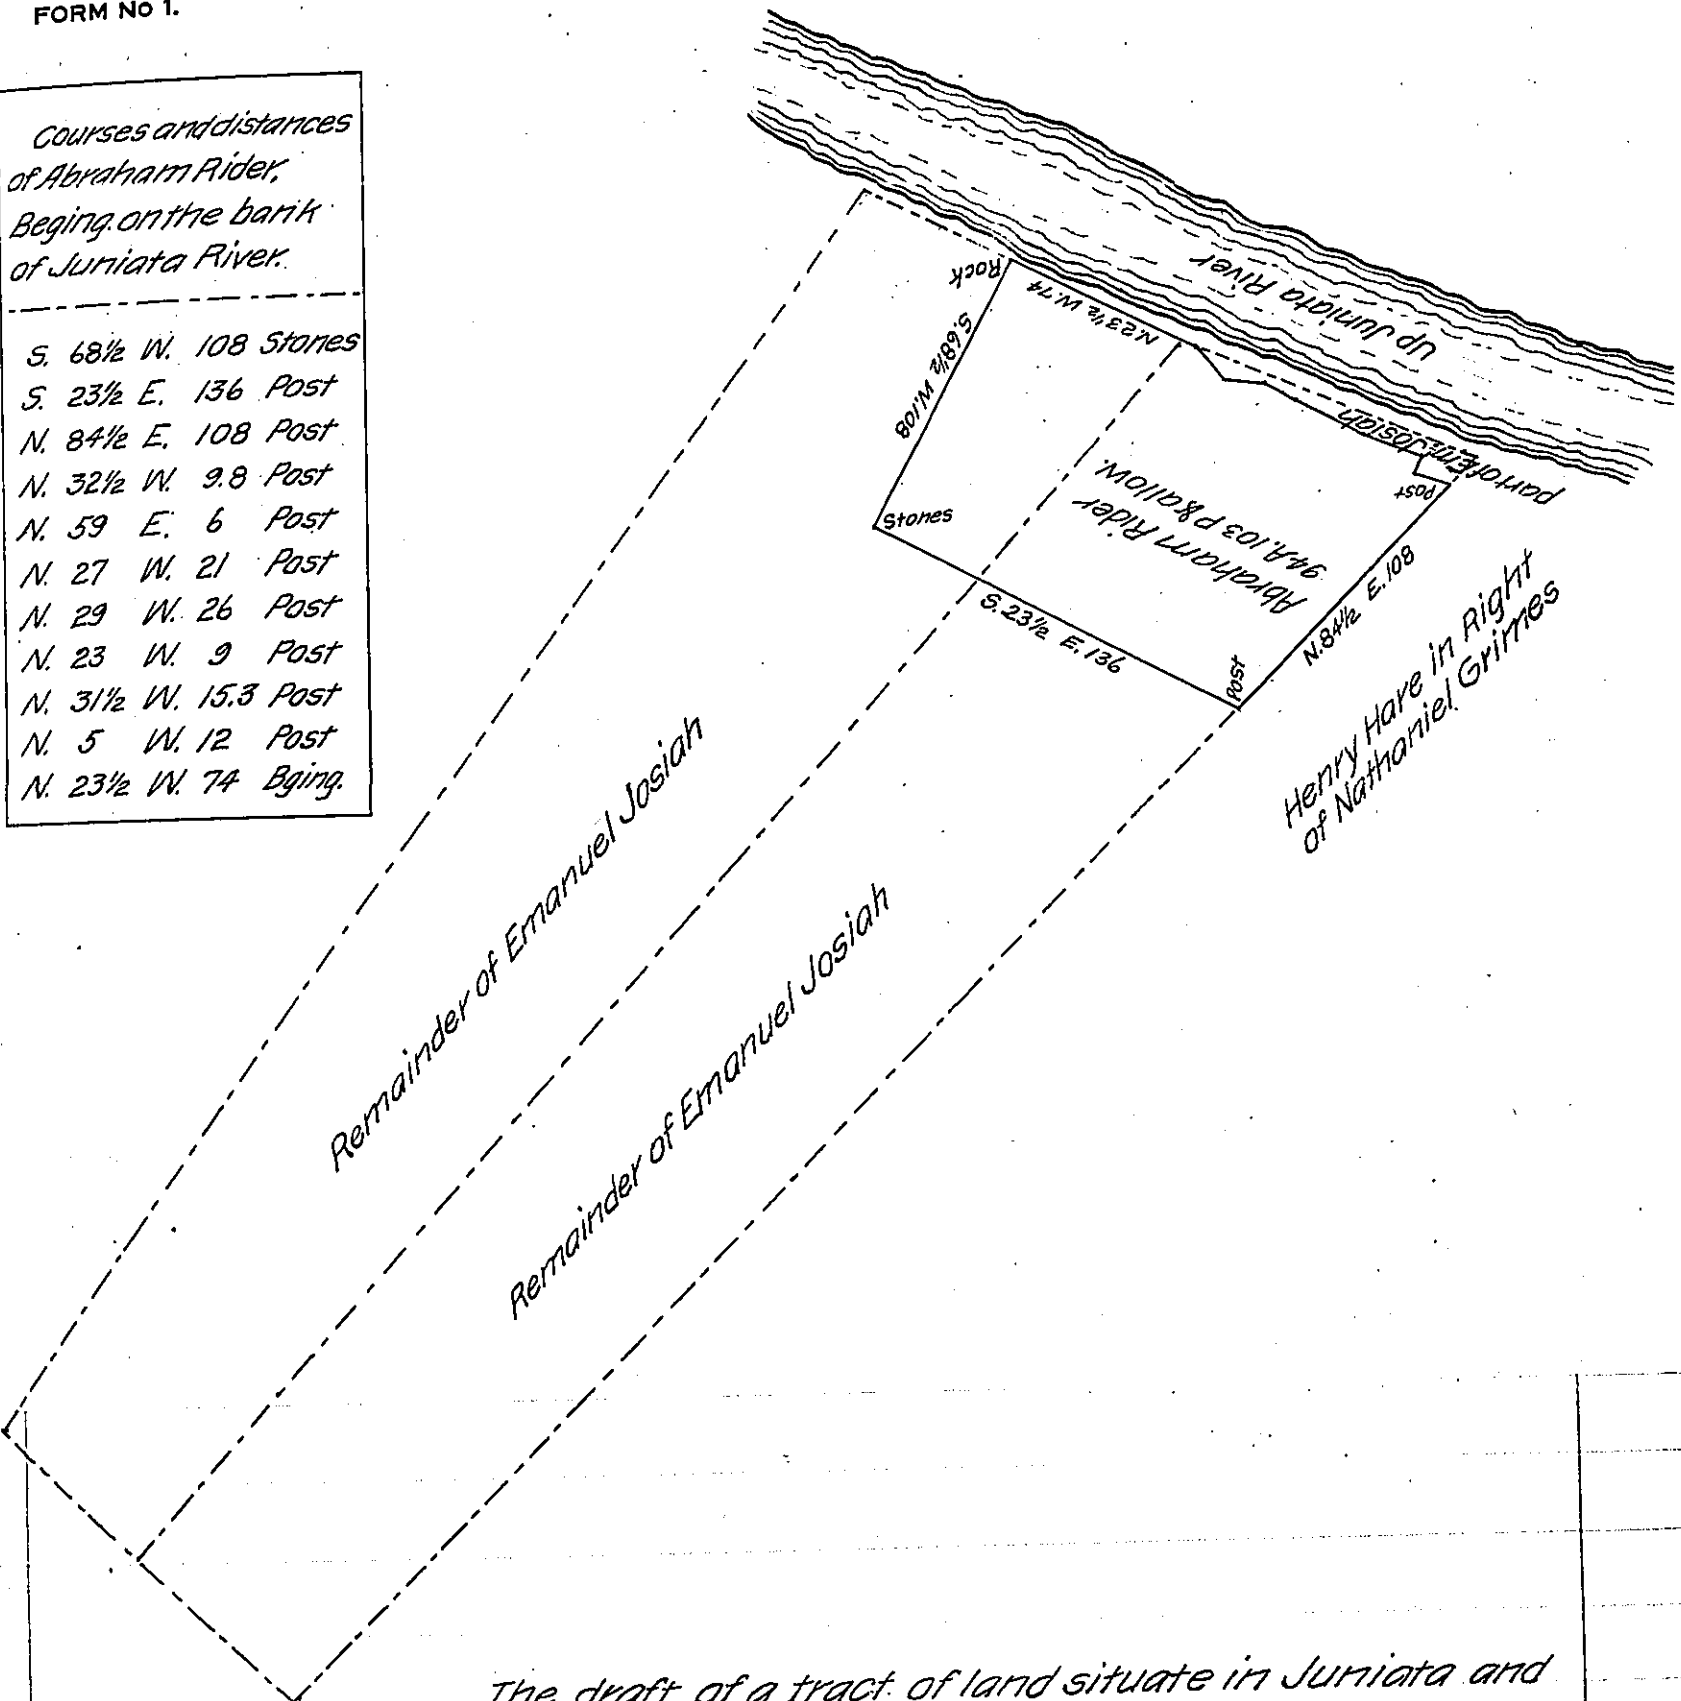 FORM No 1.
Courses and distances
of Abraham Rider,
Beging. on the bank
of Juniata River.
S. 68½ W. 108 Stones
S. 23½ E. 136 Post
N. 84½ E. 108 Post
N. 32½ W. 9.8 Post
N. 59 E. 6 Post
N. 27 W. 21 Post
N. 29 W. 26 Post
N. 23 W. 9 Post
N. 31½ W. 15.3 Post
N. 5 W. 12 Post
N. 23½ W. 74 Bging.
Up Juniata River
Rock
N. 23½ W. 74
S. 68½ W. 108
part of Em. Josiah
Post
Stones
Abraham Rider
94 A. 103 P & allow.
S. 23½ E. 136
Post
N. 84½ E. 108
Henry Hare in Right
of Nathaniel Grimes
Remainder of Emanuel Josiah
Remainder of Emanuel Josiah
The draft of a tract of land situate in Juniata and